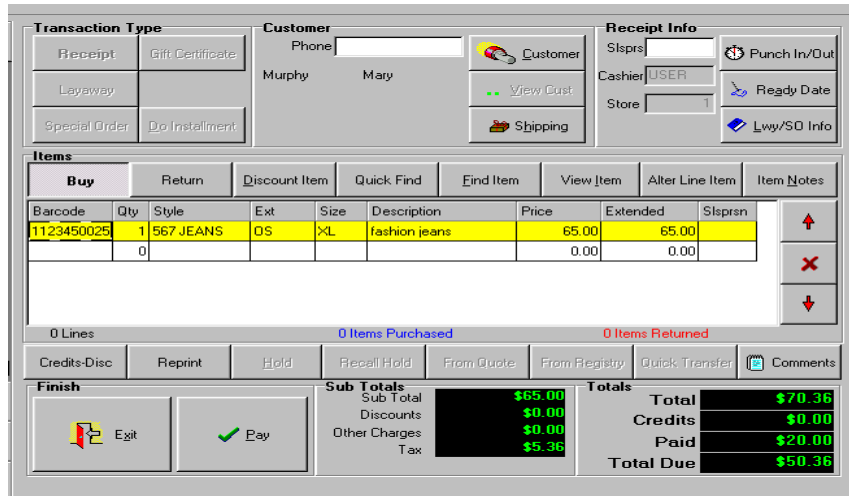 Transaction Type
Customer
Receipt Info
Receipt Gift Certificate
Phone
Customer
Slsprs
Punch In/Out
Layaway
Murphy Mary
View Cust
Cashier USER
Ready Date
Store 1
Special Order Do Installment
Shipping
Lwy/SO Info
Items
Buy Return Discount Item Quick Find Find Item View Item Alter Line Item Item Notes
Barcode Qty Style Ext Size Description Price Extended Slsprsn
1123450025 1 567 JEANS OS XL fashion jeans 65.00 65.00
0 0.00 0.00
0 Lines 0 Items Purchased 0 Items Returned
Credits-Disc Reprint Hold Recall Hold From Quote From Registry Quick Transfer Comments
Finish
Exit Pay
Sub Totals
Sub Total $65.00
Discounts $0.00
Other Charges $0.00
Tax $5.36
Totals
Total $70.36
Credits $0.00
Paid $20.00
Total Due $50.36